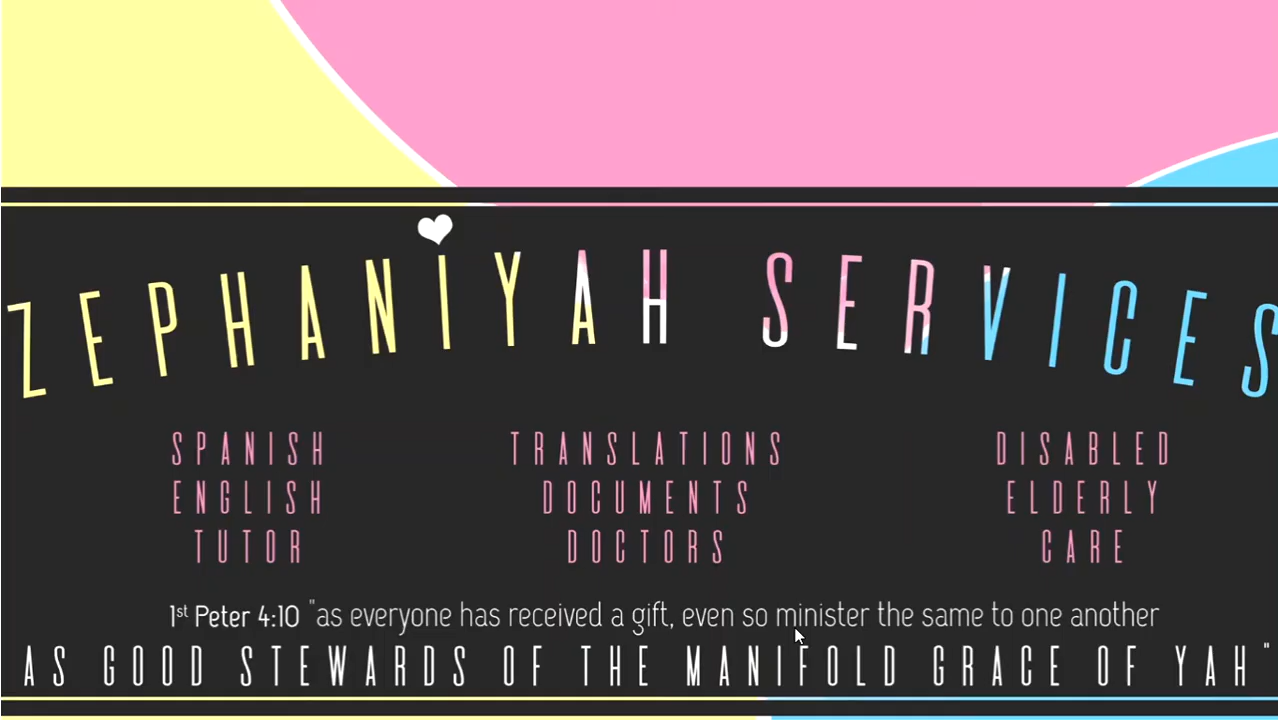 ZEPHANIYAH SERVICES
SPANISH
ENGLISH
TUTOR
TRANSLATIONS
DOCUMENTS
DOCTORS
DISABLED
ELDERLY
CARE
1st Peter 4:10 "as everyone has received a gift, even so minister the same to one another
AS GOOD STEWARDS OF THE MANIFOLD GRACE OF YAH"